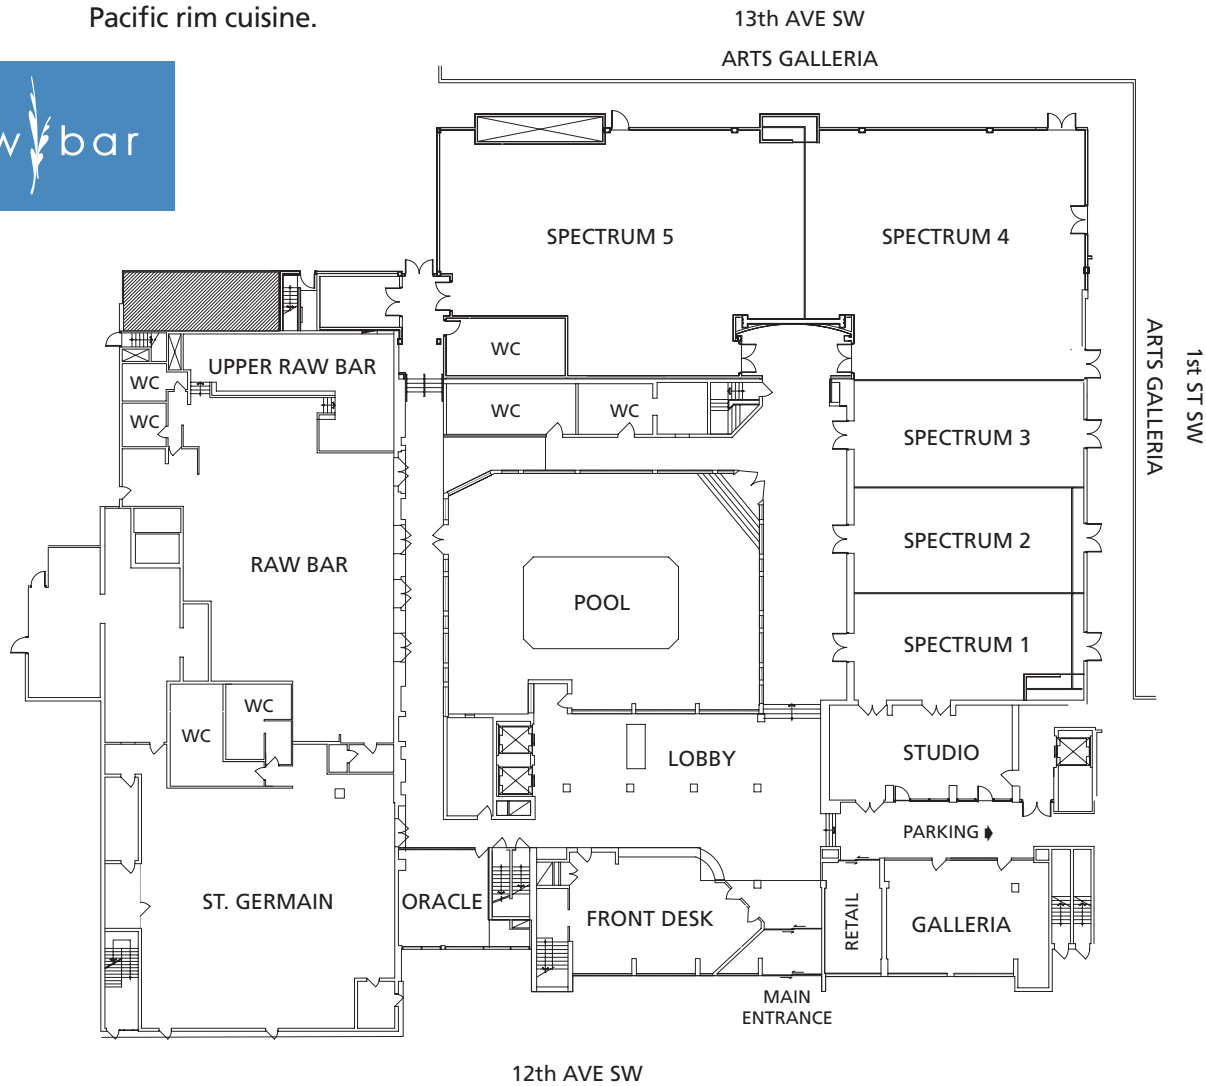 Pacific rim cuisine.
13th AVE SW
ARTS GALLERIA
w bar
SPECTRUM 5
SPECTRUM 4
ARTS GALLERIA
1st ST SW
WC
UPPER RAW BAR
WC
WC
WC
WC
SPECTRUM 3
RAW BAR
SPECTRUM 2
POOL
SPECTRUM 1
WC
WC
LOBBY
STUDIO
PARKING
ST. GERMAIN
ORACLE
FRONT DESK
RETAIL
GALLERIA
MAIN
ENTRANCE
12th AVE SW